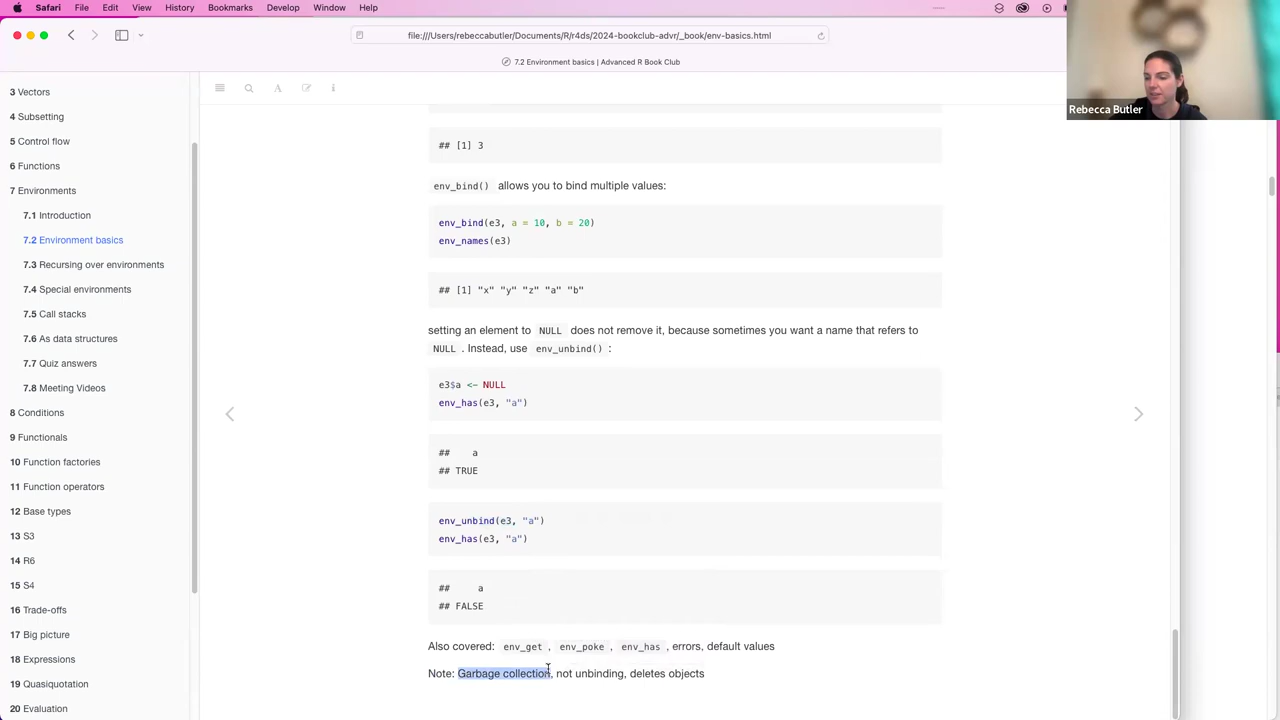 Safari File Edit View History Bookmarks Develop Window Help
file:///Users/rebeccabutler/Documents/R/r4ds/2024-bookclub-advr/_book/env-basics.html
7.2 Environment basics | Advanced R Book Club
Rebecca Butler
3 Vectors
4 Subsetting
5 Control flow
6 Functions
7 Environments
7.1 Introduction
7.2 Environment basics
7.3 Recursing over environments
7.4 Special environments
7.5 Call stacks
7.6 As data structures
7.7 Quiz answers
7.8 Meeting Videos
8 Conditions
9 Functionals
10 Function factories
11 Function operators
12 Base types
13 S3
14 R6
15 S4
16 Trade-offs
17 Big picture
18 Expressions
19 Quasiquotation
20 Evaluation
## [1] 3
env_bind() allows you to bind multiple values:
env_bind(e3, a = 10, b = 20)
env_names(e3)
## [1] "x" "y" "z" "a" "b"
setting an element to NULL does not remove it, because sometimes you want a name that refers to
NULL . Instead, use env_unbind() :
e3$a <- NULL
env_has(e3, "a")
## a
## TRUE
env_unbind(e3, "a")
env_has(e3, "a")
## a
## FALSE
Also covered: env_get , env_poke , env_has , errors, default values
Note: Garbage collection, not unbinding, deletes objects